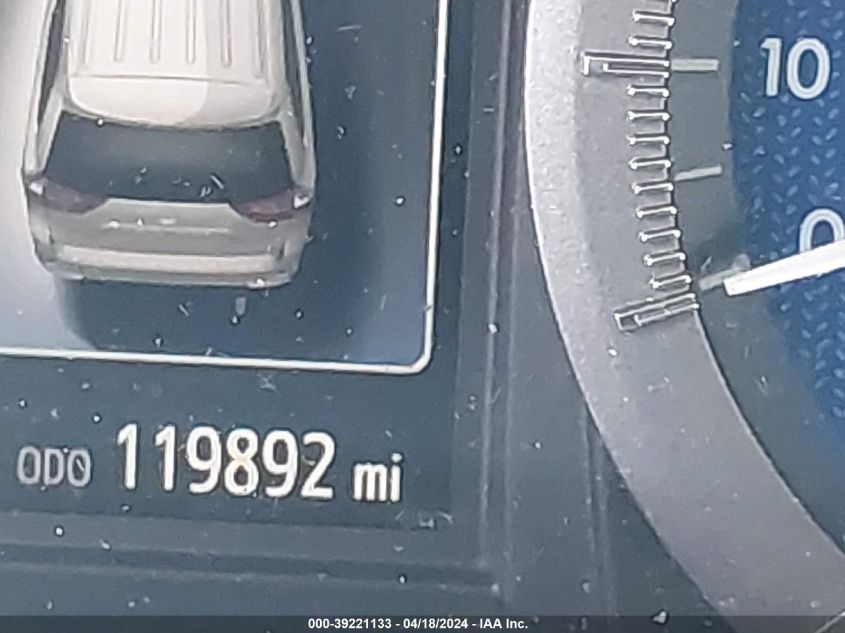 10
0
ODO 119892 mi
000-39221133 - 04/18/2024 - IAA Inc.